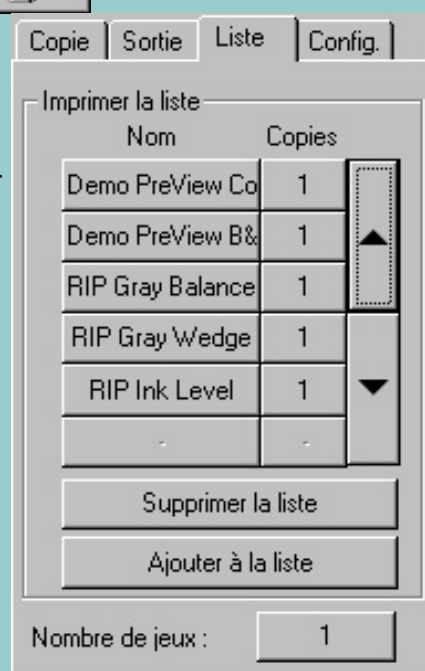 Copie Sortie Liste Config.
Imprimer la liste
Nom Copies
Demo PreView Co 1
Demo PreView B& 1
RIP Gray Balance 1
RIP Gray Wedge 1
RIP Ink Level 1
- -
Supprimer la liste
Ajouter à la liste
Nombre de jeux : 1